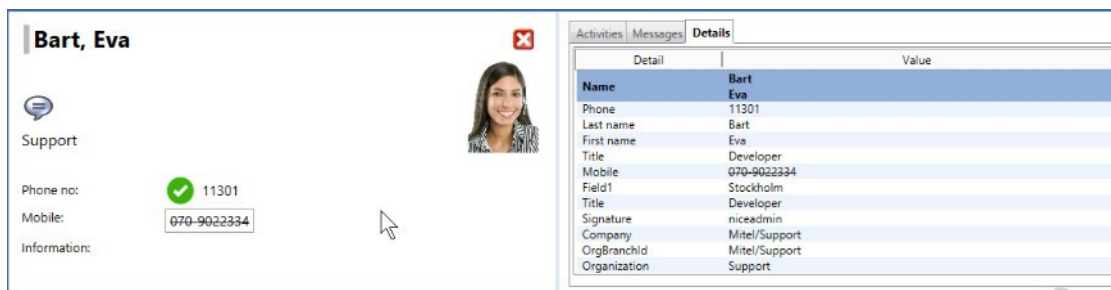 Bart, Eva
Support
Phone no: 11301
Mobile: 070-9022334
Information:
Activities Messages Details
Detail Value
Name Bart
Eva
Phone 11301
Last name Bart
First name Eva
Title Developer
Mobile 070-9022334
Field1 Stockholm
Title Developer
Signature niceadmin
Company Mitel/Support
OrgBranchId Mitel/Support
Organization Support